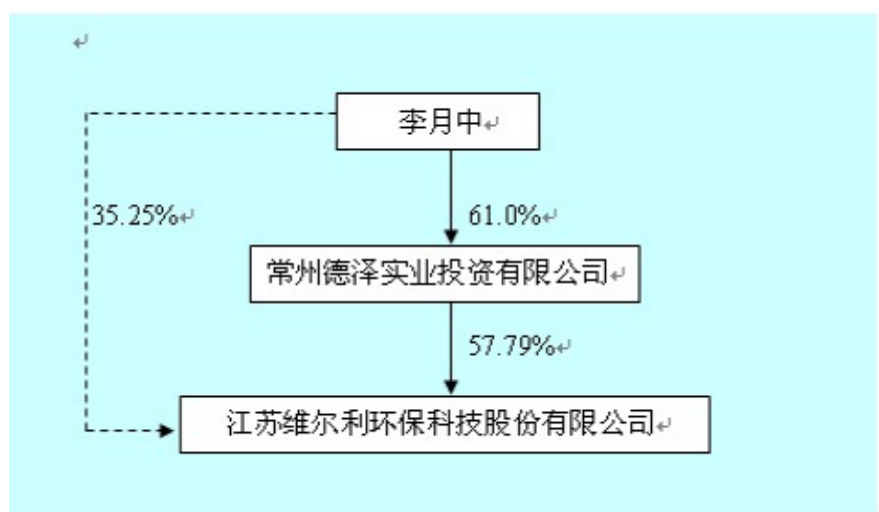 李月中
35.25%
61.0%
常州德泽实业投资有限公司
57.79%
江苏维尔利环保科技股份有限公司